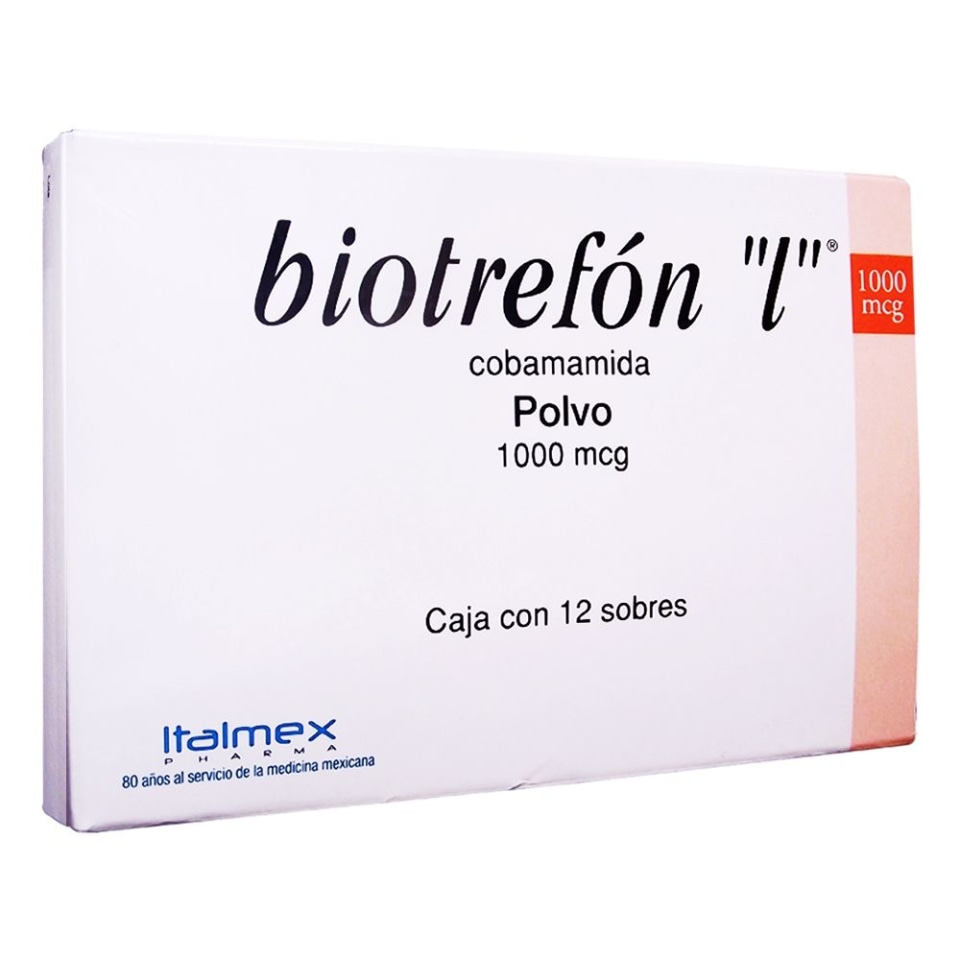 biotrefón "l"®
cobamamida
Polvo
1000 mcg
1000
mcg
Caja con 12 sobres
Italmex
PHARMA
80 años al servicio de la medicina mexicana